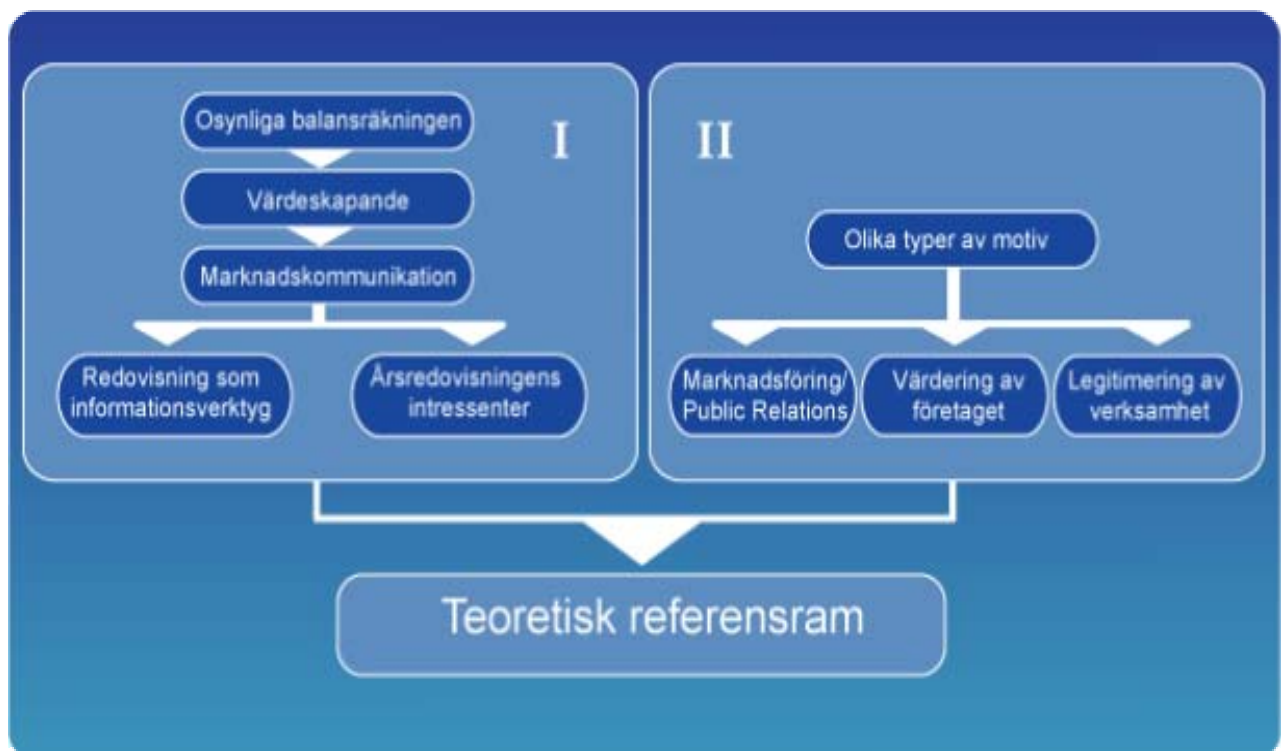 I
Osynliga balansräkningen
Värdeskapande
Marknadskommunikation
Redovisning som
informationsverktyg
Årsredovisningens
intressenter
II
Olika typer av motiv
Marknadsföring/
Public Relations
Värdering av
företaget
Legitimering av
verksamhet
Teoretisk referensram